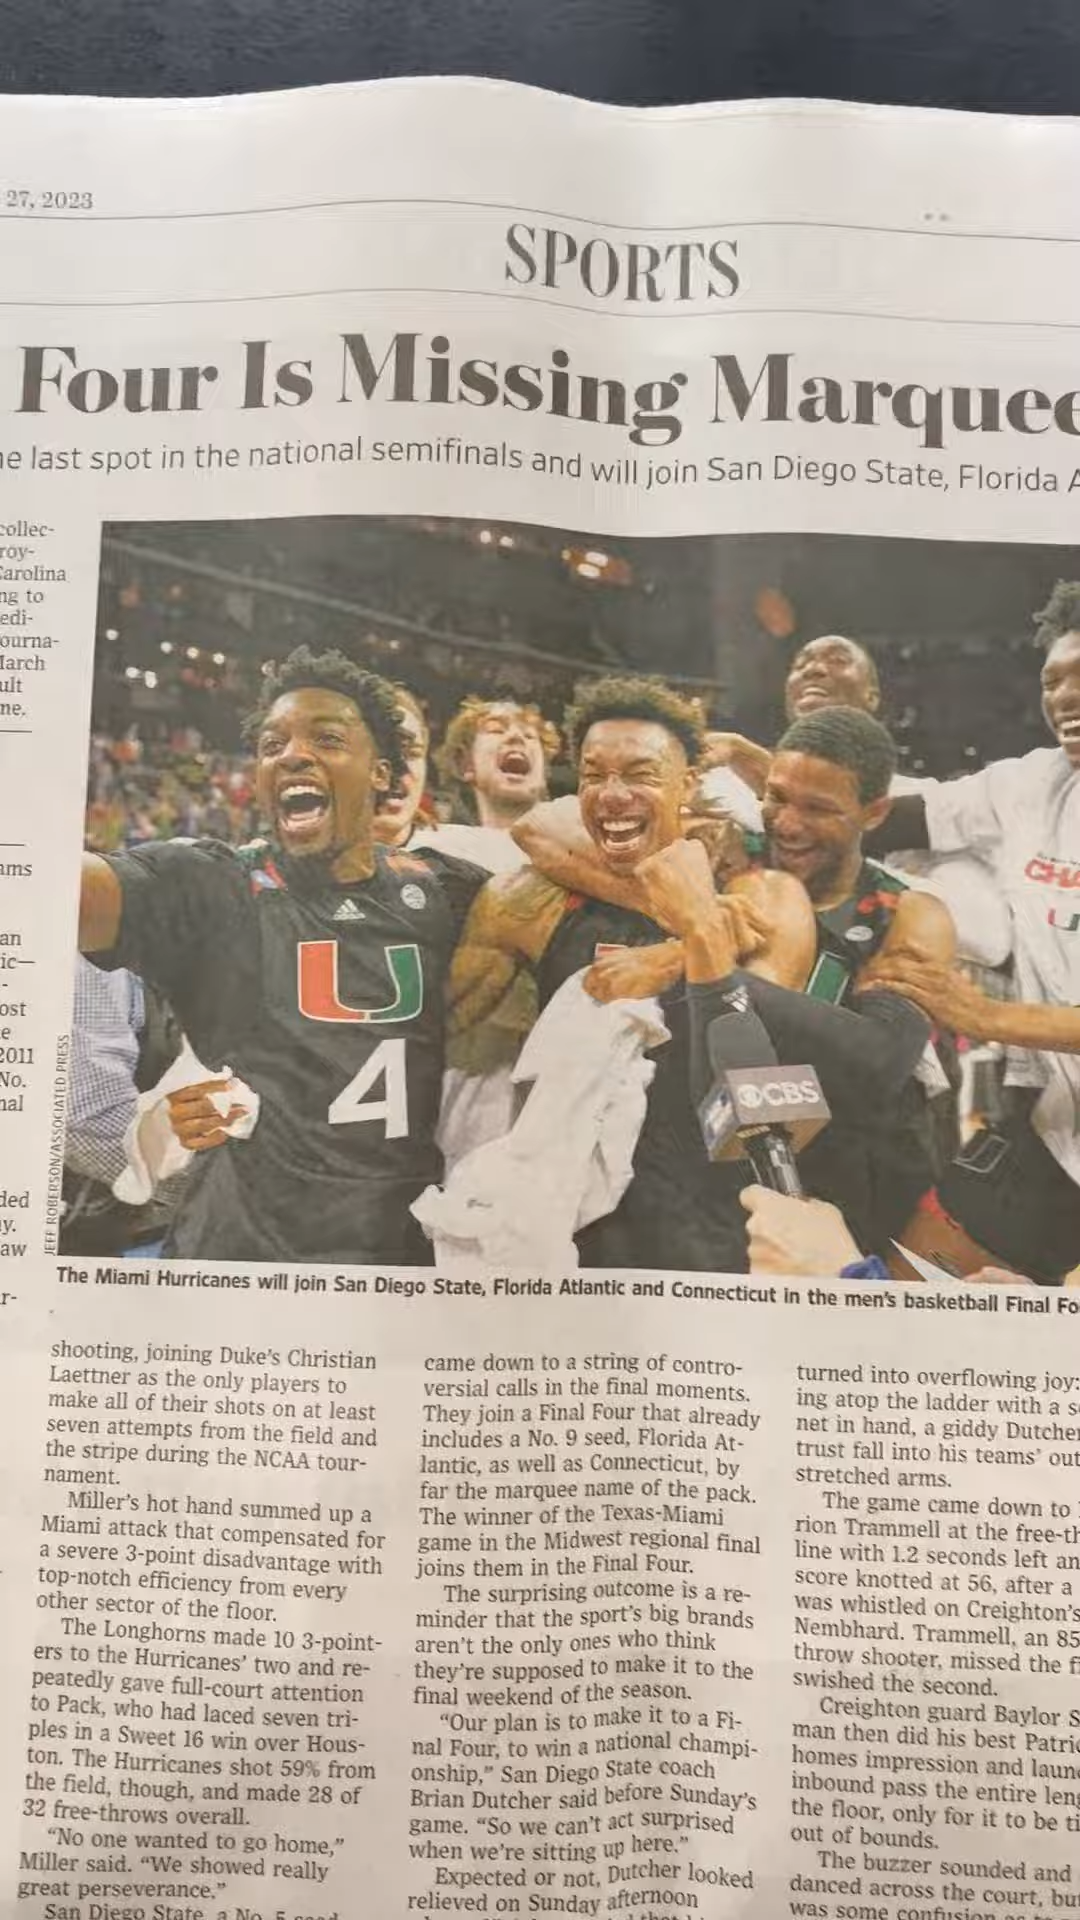 27, 2023
SPORTS
Four Is Missing Marquee
last spot in the national semifinals and will join San Diego State, Florida
collec-
roy-
Carolina
ng to
edi-
ourna-
March
ult
ne.
ams
an
ic—
-
ost
e
2011
No.
nal
ded
y.
aw
r-
JEFF ROBERSON/ASSOCIATED PRESS
adidas
U
4
CBS
CHA
U
The Miami Hurricanes will join San Diego State, Florida Atlantic and Connecticut in the men's basketball Final Fo
shooting, joining Duke's Christian
Laettner as the only players to
make all of their shots on at least
seven attempts from the field and
the stripe during the NCAA tour-
nament.
Miller's hot hand summed up a
Miami attack that compensated for
a severe 3-point disadvantage with
top-notch efficiency from every
other sector of the floor.
The Longhorns made 10 3-point-
ers to the Hurricanes' two and re-
peatedly gave full-court attention
to Pack, who had laced seven tri-
ples in a Sweet 16 win over Hous-
ton. The Hurricanes shot 59% from
the field, though, and made 28 of
32 free-throws overall.
"No one wanted to go home,"
Miller said. "We showed really
great perseverance."
San Diego State, a No. 5 seed
came down to a string of contro-
versial calls in the final moments.
They join a Final Four that already
includes a No. 9 seed, Florida At-
lantic, as well as Connecticut, by
far the marquee name of the pack.
The winner of the Texas-Miami
game in the Midwest regional final
joins them in the Final Four.
The surprising outcome is a re-
minder that the sport's big brands
aren't the only ones who think
they're supposed to make it to the
final weekend of the season.
"Our plan is to make it to a Fi-
nal Four, to win a national champi-
onship," San Diego State coach
Brian Dutcher said before Sunday's
game. "So we can't act surprised
when we're sitting up here."
Expected or not, Dutcher looked
relieved on Sunday afternoon
turned into overflowing joy:
ing atop the ladder with a s
net in hand, a giddy Dutcher
trust fall into his teams' out
stretched arms.
The game came down to
rion Trammell at the free-th
line with 1.2 seconds left an
score knotted at 56, after a
was whistled on Creighton's
Nembhard. Trammell, an 85
throw shooter, missed the fi
swished the second.
Creighton guard Baylor S
man then did his best Patric
homes impression and laun
inbound pass the entire leng
the floor, only for it to be ti
out of bounds.
The buzzer sounded and
danced across the court, but
was some confusion as to